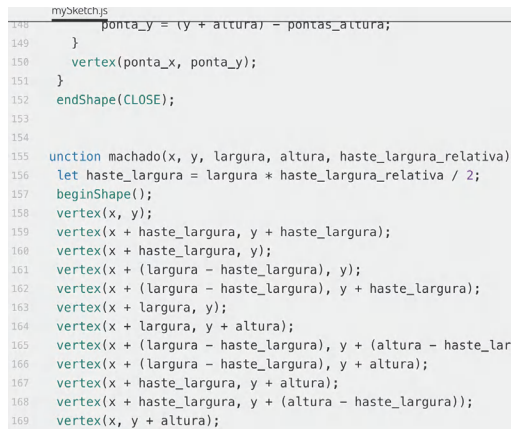 mySketch.js
148 ponta_y = (y + altura) - pontas_altura;
149 }
150 vertex(ponta_x, ponta_y);
151 }
152 endShape(CLOSE);
153
154
155 unction machado(x, y, largura, altura, haste_largura_relativa)
156 let haste_largura = largura * haste_largura_relativa / 2;
157 beginShape();
158 vertex(x, y);
159 vertex(x + haste_largura, y + haste_largura);
160 vertex(x + haste_largura, y);
161 vertex(x + (largura - haste_largura), y);
162 vertex(x + (largura - haste_largura), y + haste_largura);
163 vertex(x + largura, y);
164 vertex(x + largura, y + altura);
165 vertex(x + (largura - haste_largura), y + (altura - haste_lar
166 vertex(x + (largura - haste_largura), y + altura);
167 vertex(x + haste_largura, y + altura);
168 vertex(x + haste_largura, y + (altura - haste_largura));
169 vertex(x, y + altura);